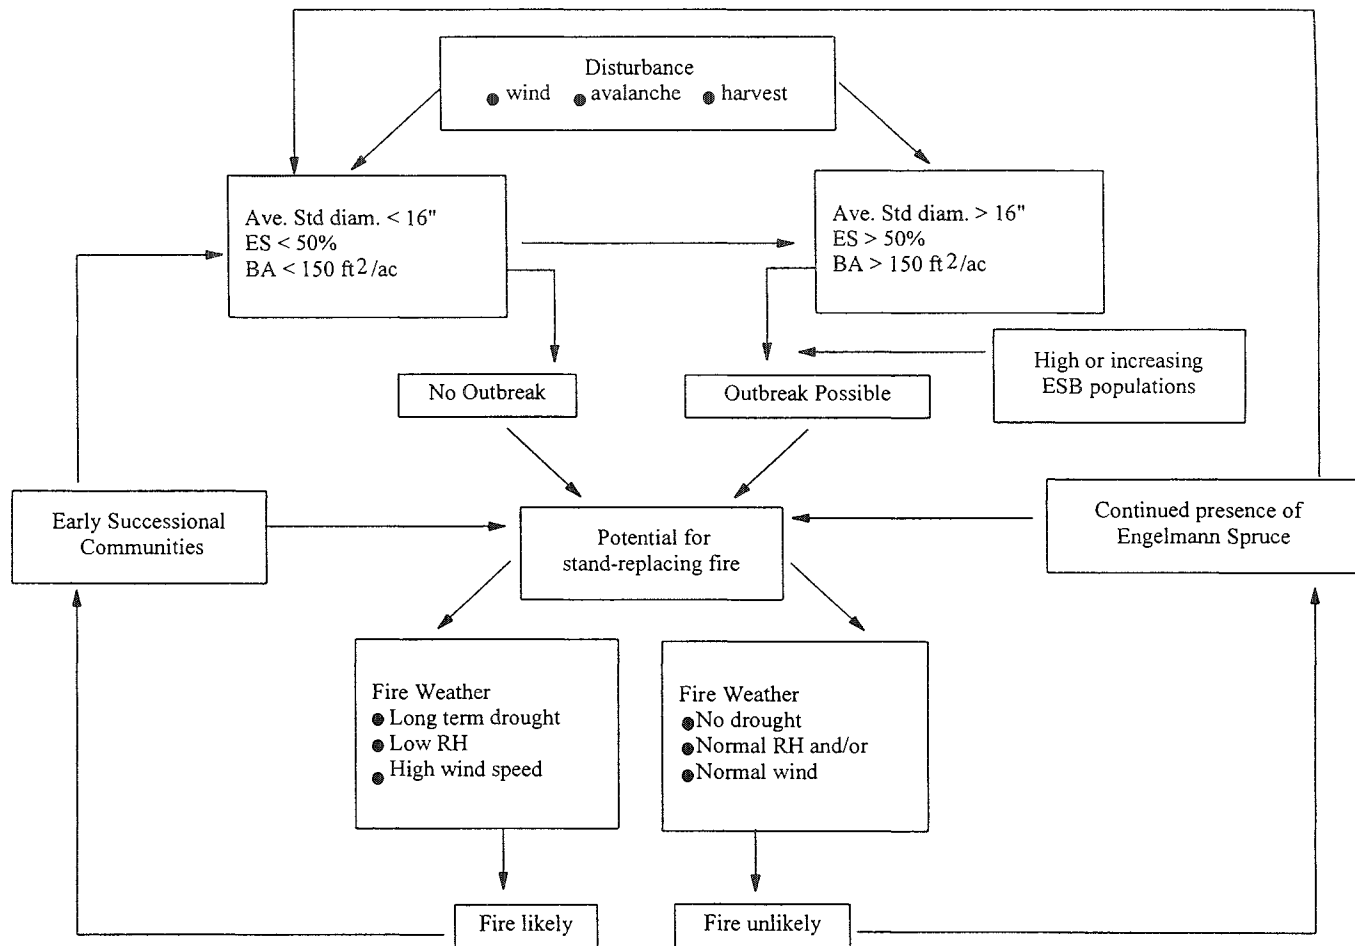 Disturbance
● wind ● avalanche ● harvest
Ave. Std diam. < 16"
ES < 50%
BA < 150 ft2/ac
Ave. Std diam. > 16"
ES > 50%
BA > 150 ft2/ac
High or increasing
ESB populations
No Outbreak
Outbreak Possible
Early Successional
Communities
Potential for
stand-replacing fire
Continued presence of
Engelmann Spruce
Fire Weather
● Long term drought
● Low RH
● High wind speed
Fire Weather
●No drought
●Normal RH and/or
●Normal wind
Fire likely
Fire unlikely